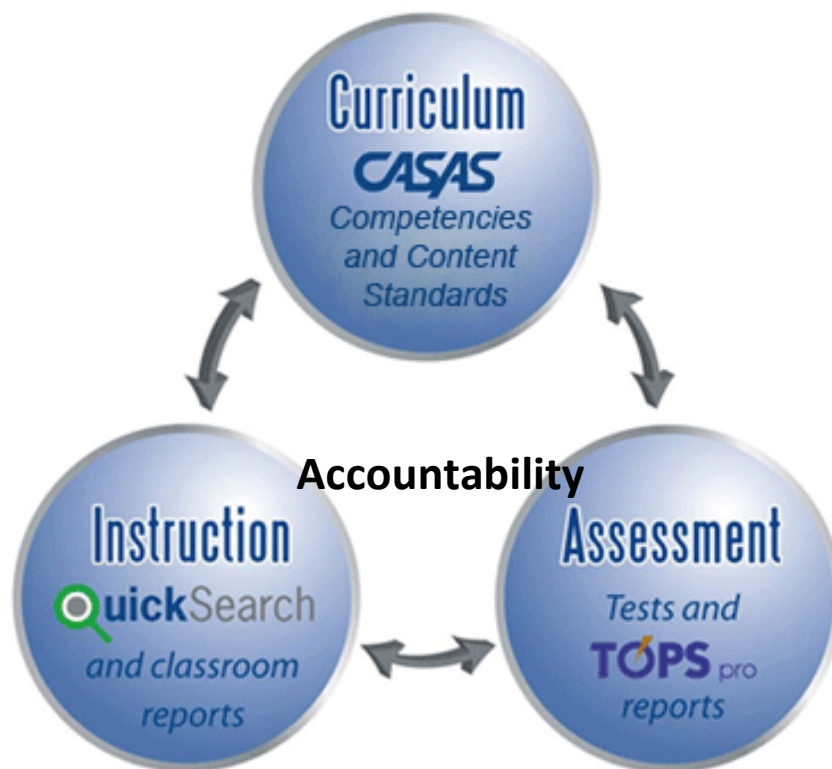 Curriculum
CASAS
Competencies
and Content
Standards
Accountability
Instruction
QuickSearch
and classroom
reports
Assessment
Tests and
TOPS pro
reports